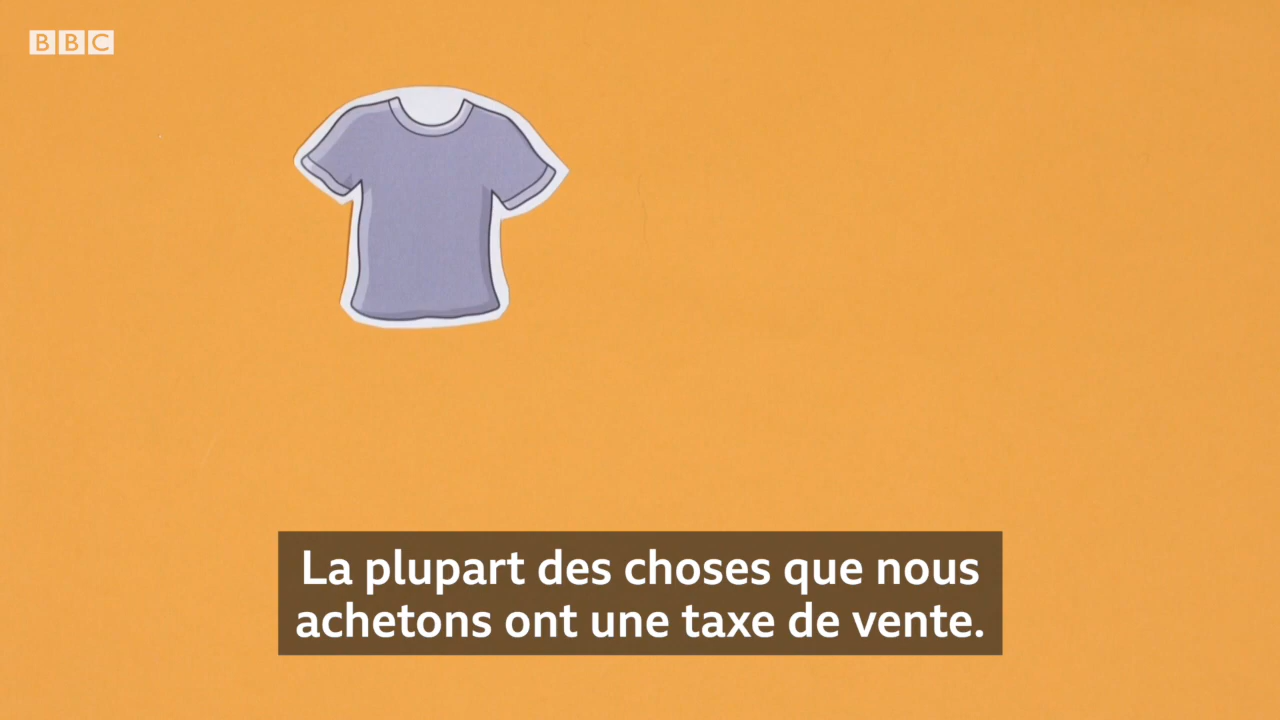 BBC
La plupart des choses que nous
achetons ont une taxe de vente.